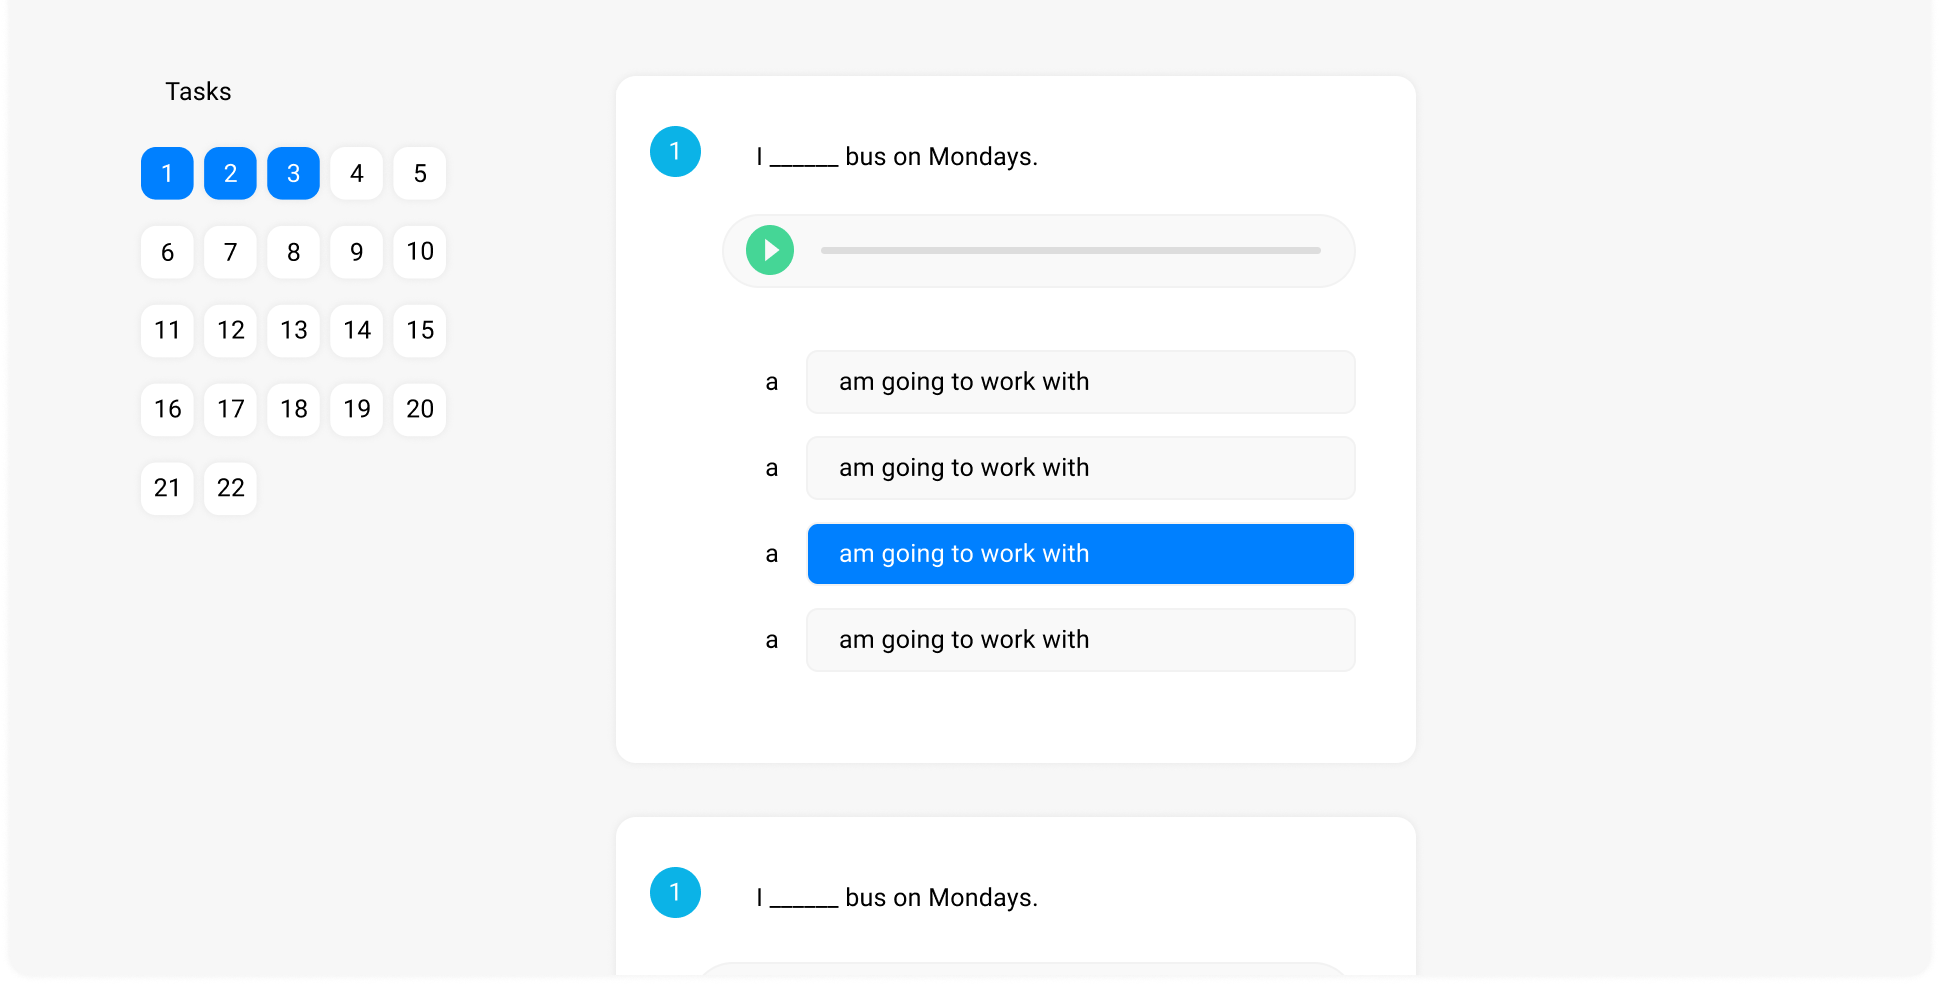 Tasks
1 2 3 4 5
6 7 8 9 10
11 12 13 14 15
16 17 18 19 20
21 22
1 I ______ bus on Mondays.
a am going to work with
a am going to work with
a am going to work with
a am going to work with
1 I ______ bus on Mondays.